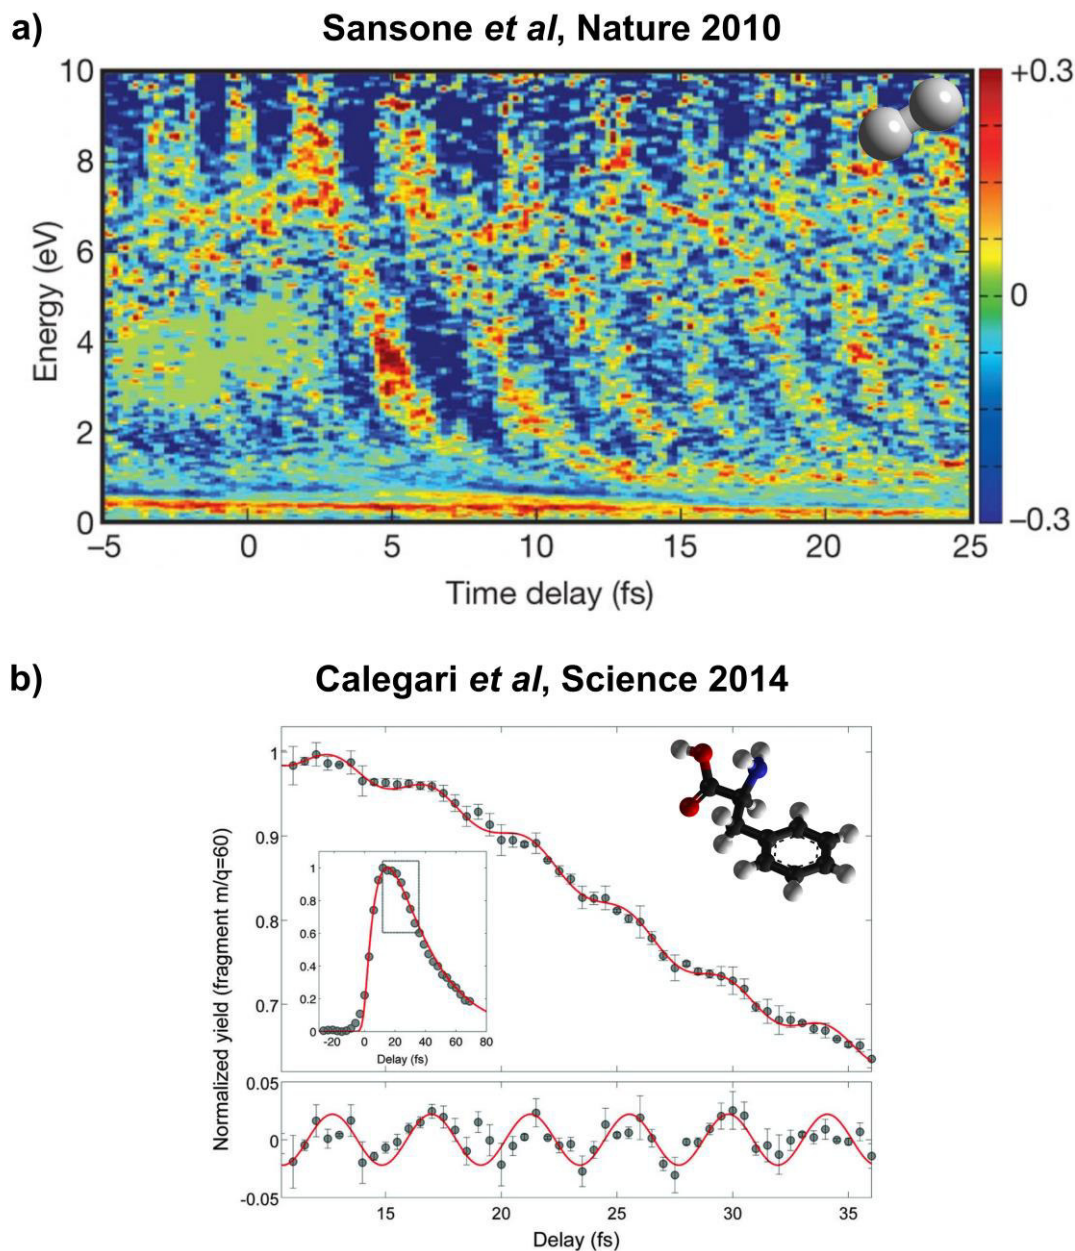 a)
Sansone et al, Nature 2010
10
8
6
4
2
0
Energy (eV)
−5 0 5 10 15 20 25
Time delay (fs)
+0.3
0
−0.3
b)
Calegari et al, Science 2014
Normalized yield (fragment m/q=60)
1
0.9
0.8
0.7
1
0.8
0.6
0.4
0.2
0
-20 0 20 40 60 80
Delay (fs)
0.05
0
-0.05
15 20 25 30 35
Delay (fs)